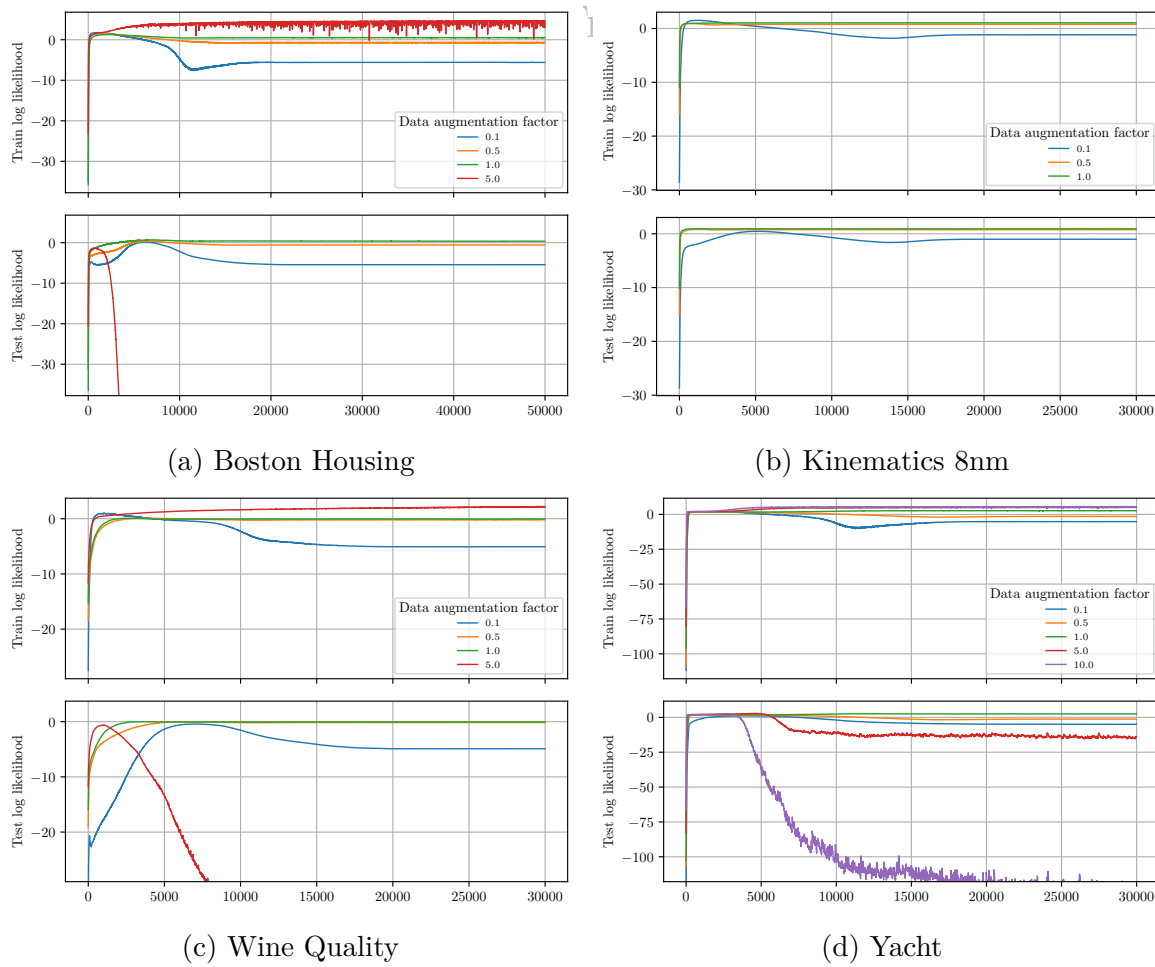 Train log likelihood
0
−10
−20
−30
Data augmentation factor
0.1
0.5
1.0
5.0
Test log likelihood
0
−10
−20
−30
0 10000 20000 30000 40000 50000
(a) Boston Housing
]
Train log likelihood
0
−10
−20
−30
Data augmentation factor
0.1
0.5
1.0
Test log likelihood
0
−10
−20
−30
0 5000 10000 15000 20000 25000 30000
(b) Kinematics 8nm
Train log likelihood
0
−10
−20
Data augmentation factor
0.1
0.5
1.0
5.0
Test log likelihood
0
−10
−20
0 5000 10000 15000 20000 25000 30000
(c) Wine Quality
Train log likelihood
0
−25
−50
−75
−100
Data augmentation factor
0.1
0.5
1.0
5.0
10.0
Test log likelihood
0
−25
−50
−75
−100
0 5000 10000 15000 20000 25000 30000
(d) Yacht